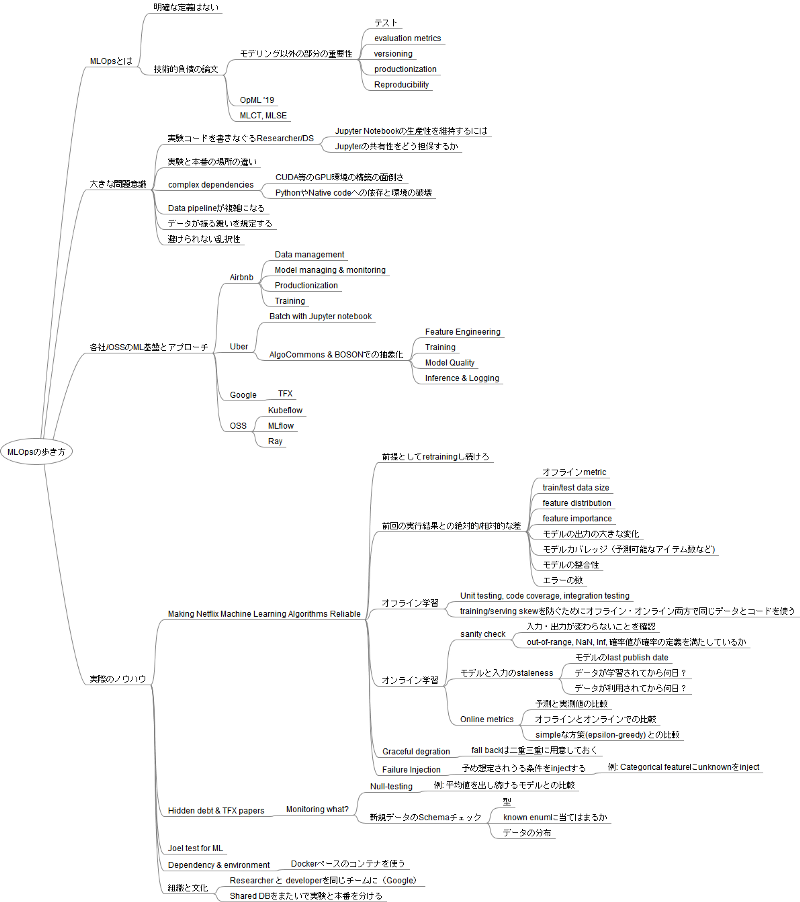 明確な定義はない
MLOpsとは
技術的負債の論文
モデリング以外の部分の重要性
テスト
evaluation metrics
versioning
productionization
Reproducibility
OpML '19
MLCT, MLSE
大きな問題意識
実験コードを書きなぐるResearcher/DS
Jupyter Notebookの生産性を維持するには
Jupyterの共有性をどう担保するか
実験と本番の場所の違い
complex dependencies
CUDA等のGPU環境の構築の面倒さ
PythonやNative codeへの依存と環境の破壊
Data pipelineが複雑になる
データが振る舞いを規定する
避けられない乱択性
各社/OSSのML基盤とアプローチ
Airbnb
Data management
Model managing & monitoring
Productionization
Training
Uber
Batch with Jupyter notebook
AlgoCommons & BOSONでの抽象化
Feature Engineering
Training
Model Quality
Inference & Logging
Google
TFX
OSS
Kubeflow
MLflow
Ray
MLOpsの歩き方
実際のノウハウ
Making Netflix Machine Learning Algorithms Reliable
前提としてretrainingし続けろ
前回の実行結果との絶対的/相対的な差
オフラインmetric
train/test data size
feature distribution
feature importance
モデルの出力の大きな変化
モデルカバレッジ（予測可能なアイテム数など)
モデルの整合性
エラーの数
オフライン学習
Unit testing, code coverage, integration testing
training/serving skewを防ぐためにオフライン・オンライン両方で同じデータとコードを使う
オンライン学習
sanity check
入力・出力が変わらないことを確認
out-of-range, NaN, Inf, 確率値が確率の定義を満たしているか
モデルと入力のstaleness
モデルのlast publish date
データが学習されてから何日？
データが利用されてから何日？
Online metrics
予測と実測値の比較
オフラインとオンラインでの比較
simpleな方策(epsilon-greedy) との比較
Graceful degration
fall backは二重三重に用意しておく
Failure Injection
予め想定されうる条件をinjectする
例: Categorical featureにunknownをinject
Hidden debt & TFX papers
Monitoring what?
Null-testing
例: 平均値を出し続けるモデルとの比較
新規データのSchemaチェック
型
known enumに当てはまるか
データの分布
Joel test for ML
Dependency & environment
Dockerベースのコンテナを使う
組織と文化
Researcher と developerを同じチームに（Google）
Shared DBをまたいで実験と本番を分ける